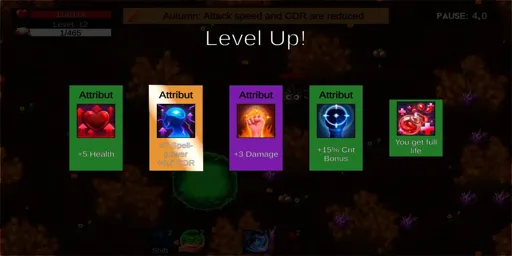 Autumn: Attack speed and CDR are reduced
PAUSE: 4,0
Level 12
1/465
Level Up!
Attribut
Attribut
Attribut
Attribut
+5 Health
+3 Damage
+15% Crit
Bonus
You get full
life